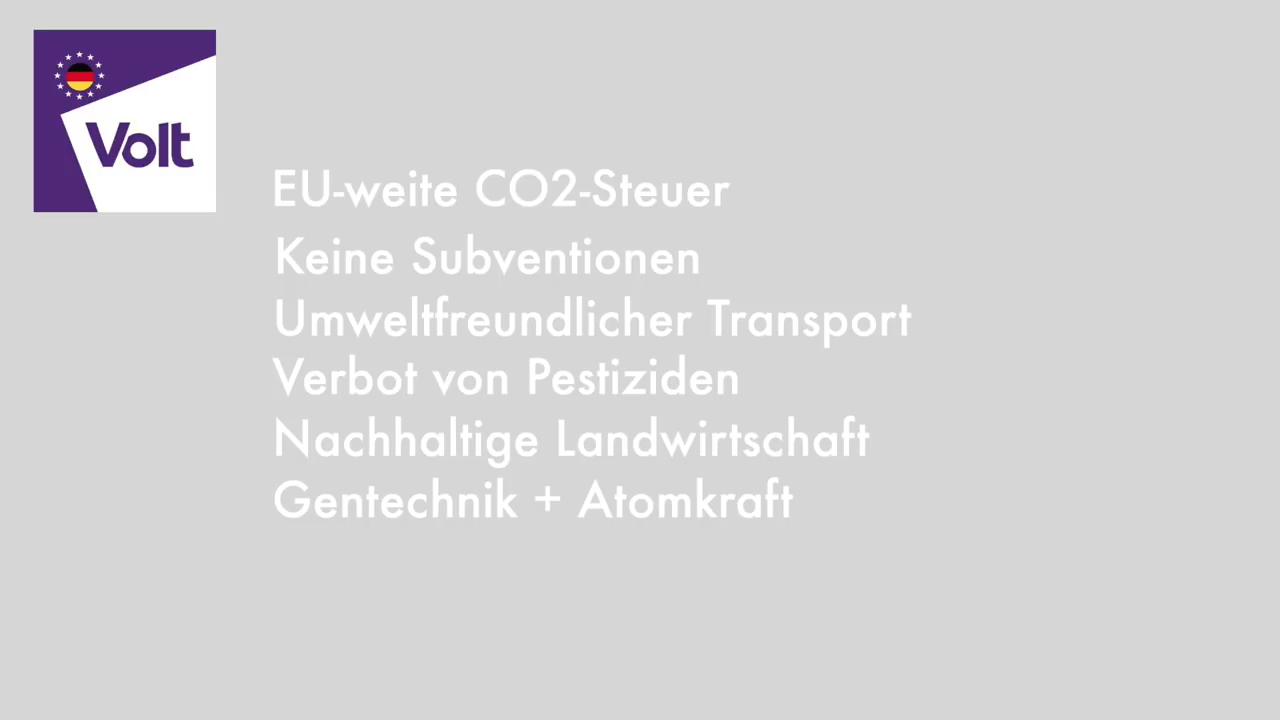 Volt
EU-weite CO2-Steuer
Keine Subventionen
Umweltfreundlicher Transport
Verbot von Pestiziden
Nachhaltige Landwirtschaft
Gentechnik + Atomkraft